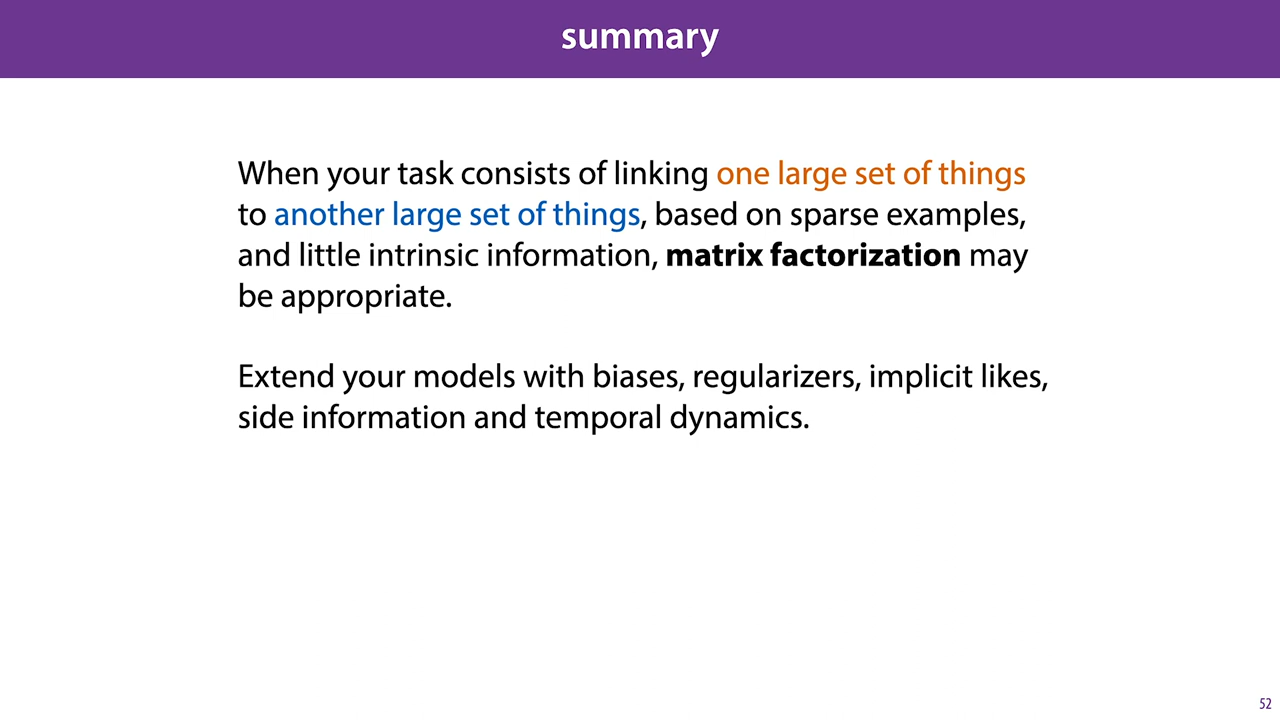 summary
When your task consists of linking one large set of things
to another large set of things, based on sparse examples,
and little intrinsic information, matrix factorization may
be appropriate.
Extend your models with biases, regularizers, implicit likes,
side information and temporal dynamics.
52